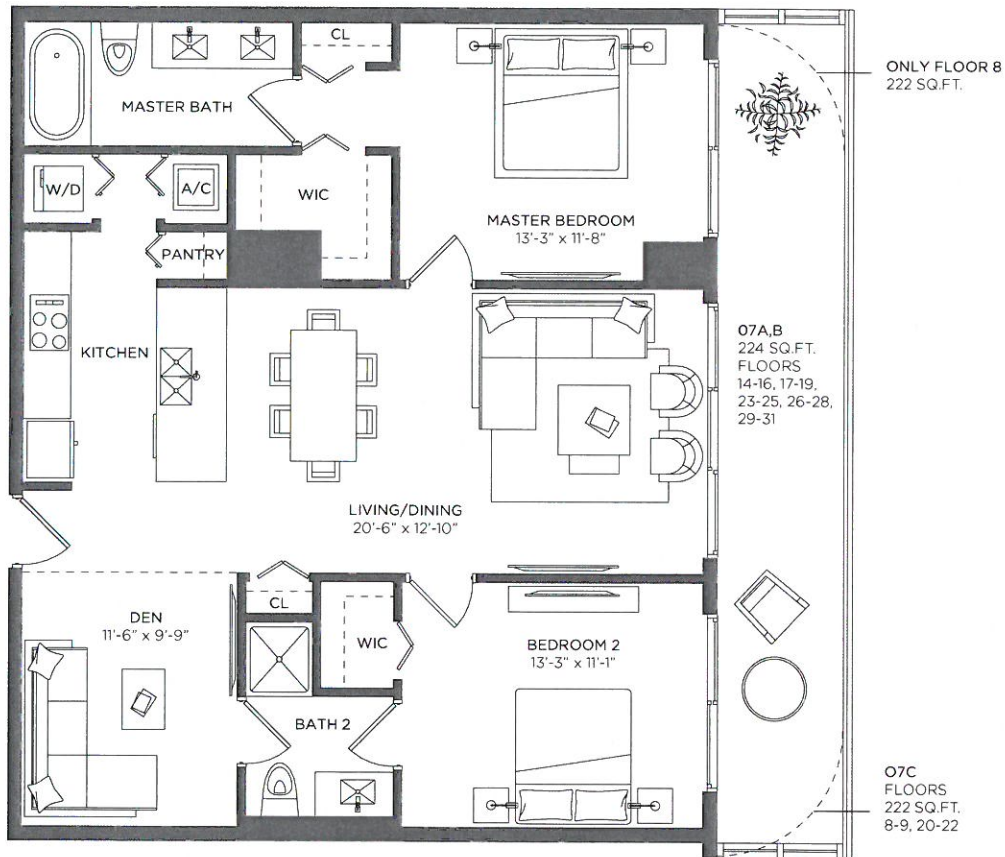 CL
MASTER BATH
W/D
A/C
WIC
PANTRY
MASTER BEDROOM
13'-3" x 11'-8"
KITCHEN
LIVING/DINING
20'-6" x 12'-10"
DEN
11'-6" x 9'-9"
CL
WIC
BATH 2
BEDROOM 2
13'-3" x 11'-1"
ONLY FLOOR 8
222 SQ.FT.
07A,B
224 SQ.FT.
FLOORS
14-16, 17-19,
23-25, 26-28,
29-31
07C
FLOORS
222 SQ.FT.
8-9, 20-22